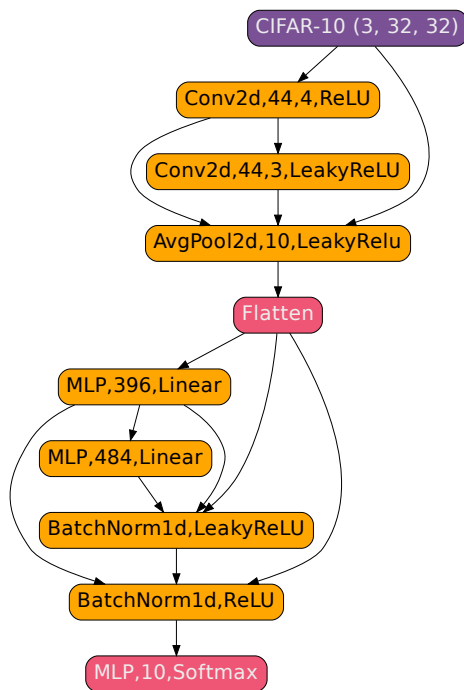 CIFAR-10 (3, 32, 32)
Conv2d,44,4,ReLU
Conv2d,44,3,LeakyReLU
AvgPool2d,10,LeakyRelu
Flatten
MLP,396,Linear
MLP,484,Linear
BatchNorm1d,LeakyReLU
BatchNorm1d,ReLU
MLP,10,Softmax